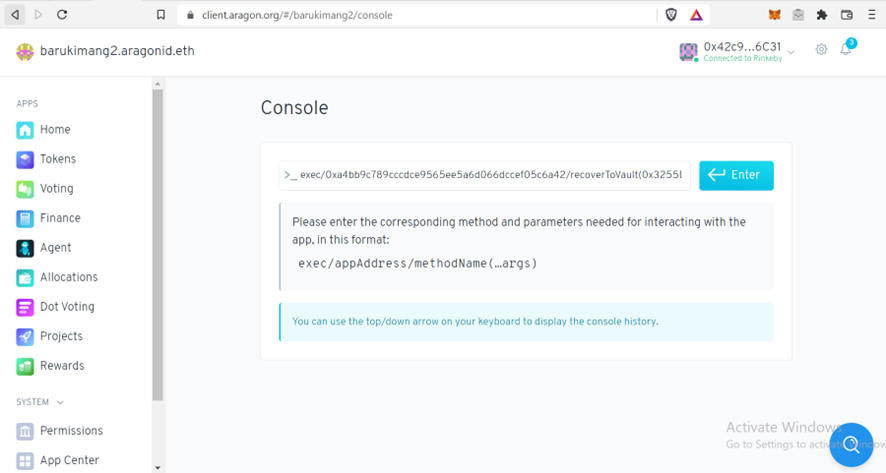 client.aragon.org/#/barukimang2/console
barukimang2.aragonid.eth
0x42c9...6C31
Connected to Rinkeby
3
APPS
Home
Tokens
Voting
Finance
Agent
Allocations
Dot Voting
Projects
Rewards
SYSTEM
Permissions
App Center
Console
>_ exec/0xa4bb9c789cccdce9565ee5a6d066dccef05c6a42/recoverToVault(0x3255
Enter
Please enter the corresponding method and parameters needed for interacting with the
app, in this format:
exec/appAddress/methodName(…args)
You can use the top/down arrow on your keyboard to display the console history.
Activate Windows
Go to Settings to activate Windows